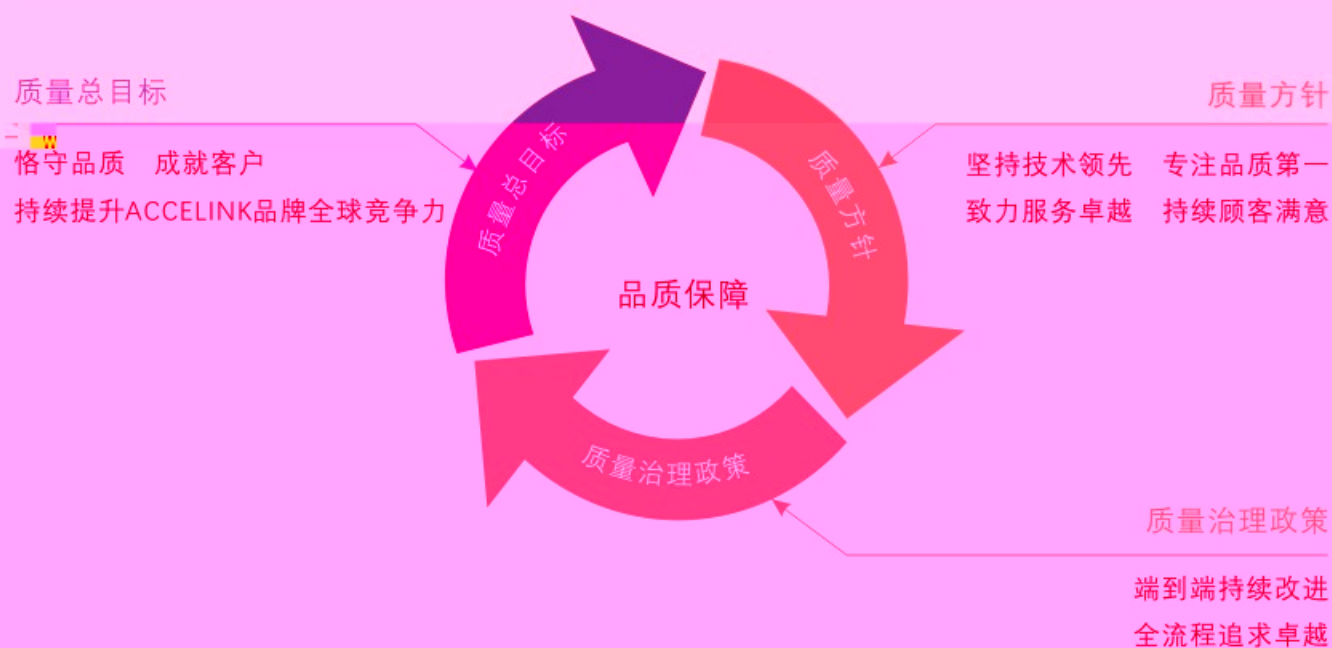 质量总目标
恪守品质 成就客户
持续提升ACCELINK品牌全球竞争力
质量方针
坚持技术领先 专注品质第一
致力服务卓越 持续顾客满意
质量总目标
质量方针
品质保障
质量治理政策
质量治理政策
端到端持续改进
全流程追求卓越